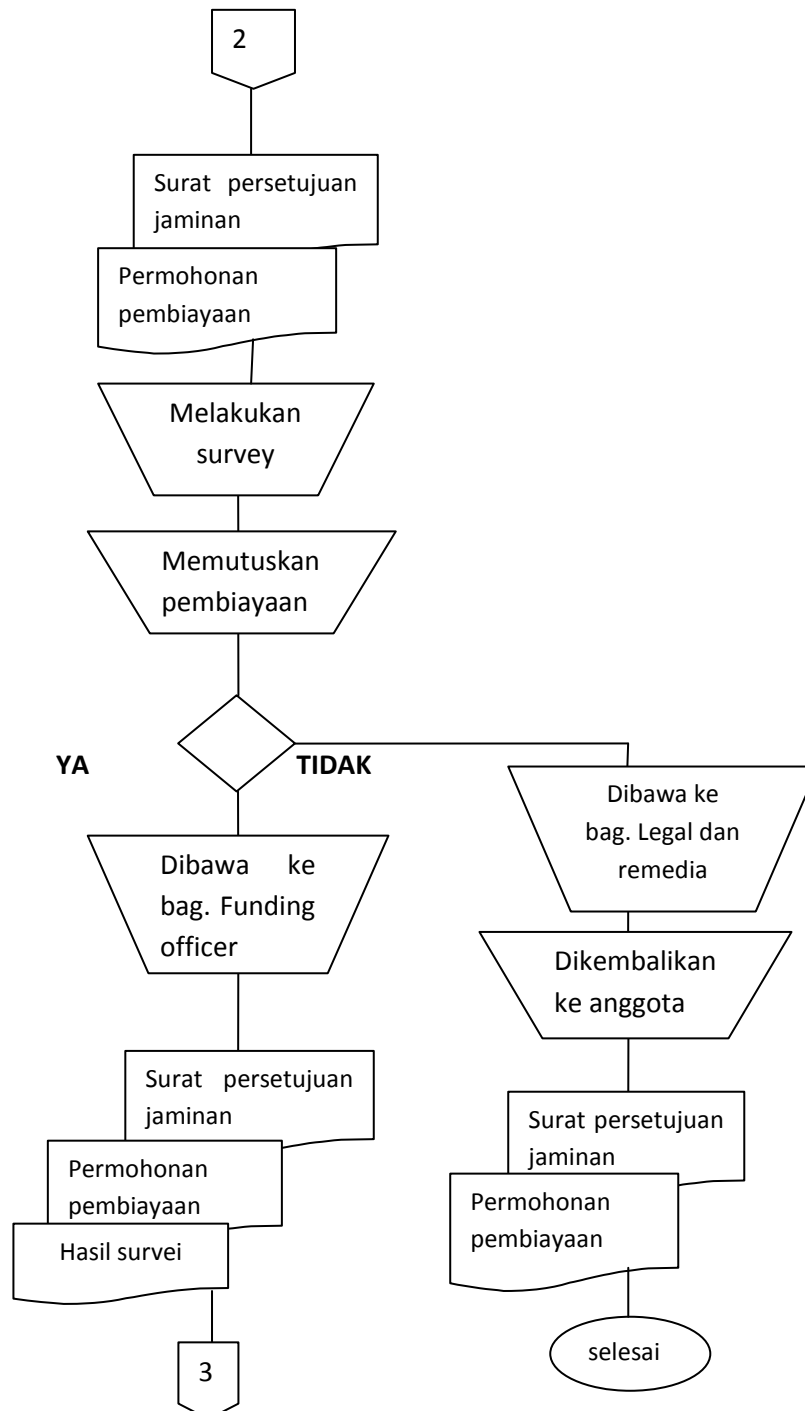 2
Surat persetujuan
jaminan
Permohonan
pembiayaan
Melakukan
survey
Memutuskan
pembiayaan
YA
TIDAK
Dibawa ke
bag. Funding
officer
Surat persetujuan
jaminan
Permohonan
pembiayaan
Hasil survei
3
Dibawa ke
bag. Legal dan
remedia
Dikembalikan
ke anggota
Surat persetujuan
jaminan
Permohonan
pembiayaan
selesai